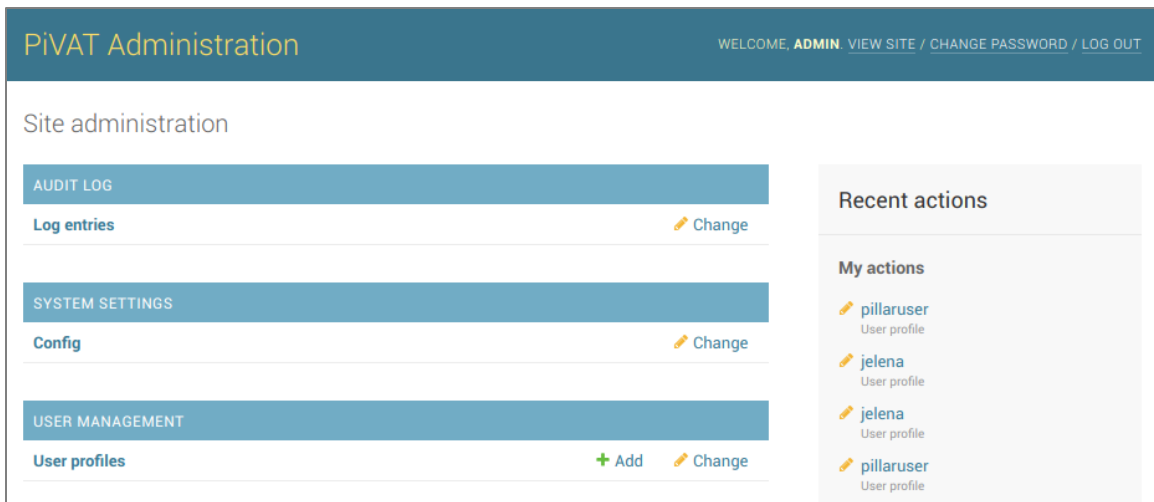 PiVAT Administration
WELCOME, ADMIN. VIEW SITE / CHANGE PASSWORD / LOG OUT
Site administration
AUDIT LOG
Log entries
Change
SYSTEM SETTINGS
Config
Change
USER MANAGEMENT
User profiles
Add
Change
Recent actions
My actions
pillaruser
User profile
jelena
User profile
jelena
User profile
pillaruser
User profile